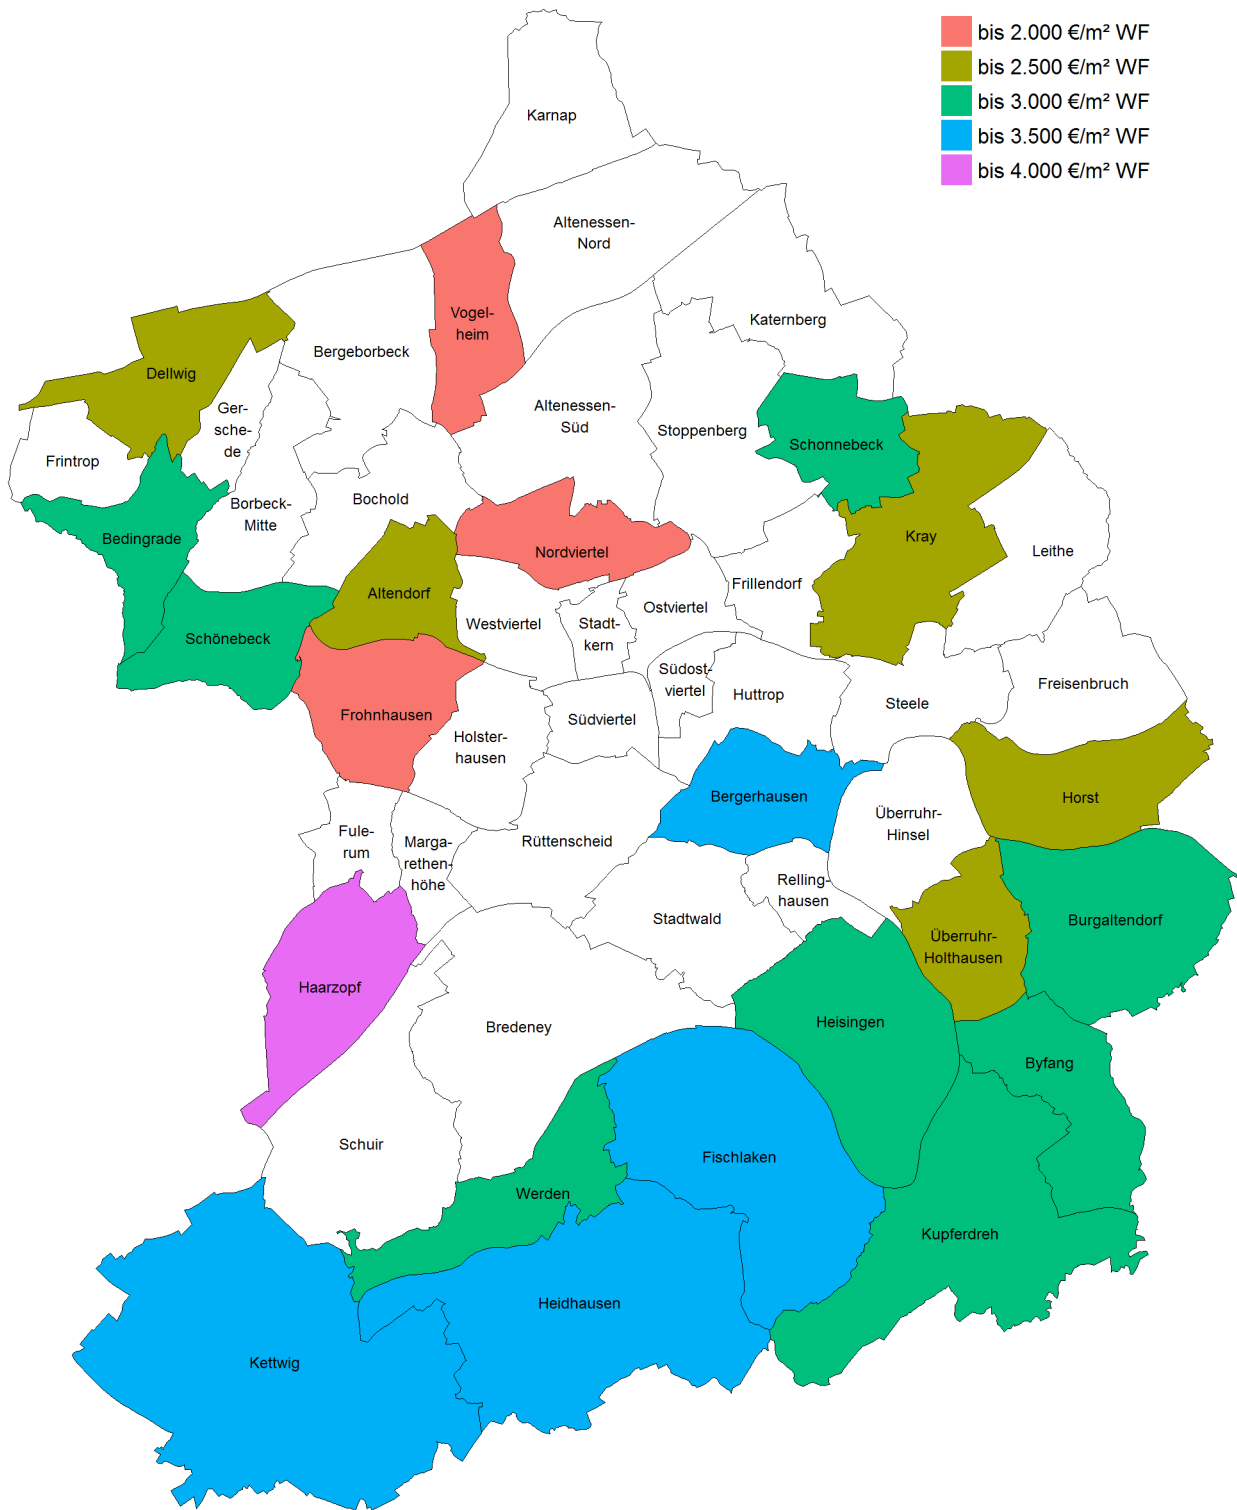 bis 2.000 €/m² WF
bis 2.500 €/m² WF
bis 3.000 €/m² WF
bis 3.500 €/m² WF
bis 4.000 €/m² WF
Karnap
Altenessen-
Nord
Vogel-
heim
Katernberg
Bergeborbeck
Dellwig
Ger-
sche-
de
Altenessen-
Süd
Stoppenberg
Schonnebeck
Frintrop
Borbeck-
Mitte
Bochold
Bedingrade
Nordviertel
Kray
Leithe
Frillendorf
Altendorf
Westviertel
Stadt-
kern
Ostviertel
Schönebeck
Südost-
viertel
Huttrop
Steele
Freisenbruch
Frohnhausen
Holster-
hausen
Südviertel
Bergerhausen
Horst
Überruhr-
Hinsel
Fule-
rum
Marga-
rethen-
höhe
Rüttenscheid
Relling-
hausen
Stadtwald
Burgaltendorf
Überruhr-
Holthausen
Haarzopf
Bredeney
Heisingen
Byfang
Schuir
Fischlaken
Werden
Kupferdreh
Heidhausen
Kettwig